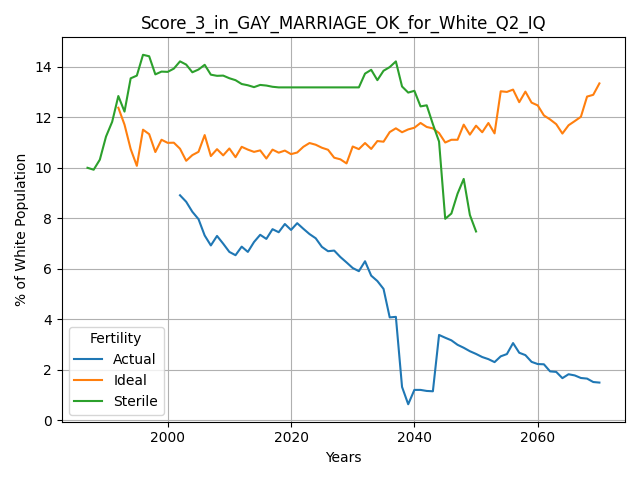 Score_3_in_GAY_MARRIAGE_OK_for_White_Q2_IQ
% of White Population
14
12
10
8
6
4
2
0
Fertility
Actual
Ideal
Sterile
2000
2020
2040
2060
Years